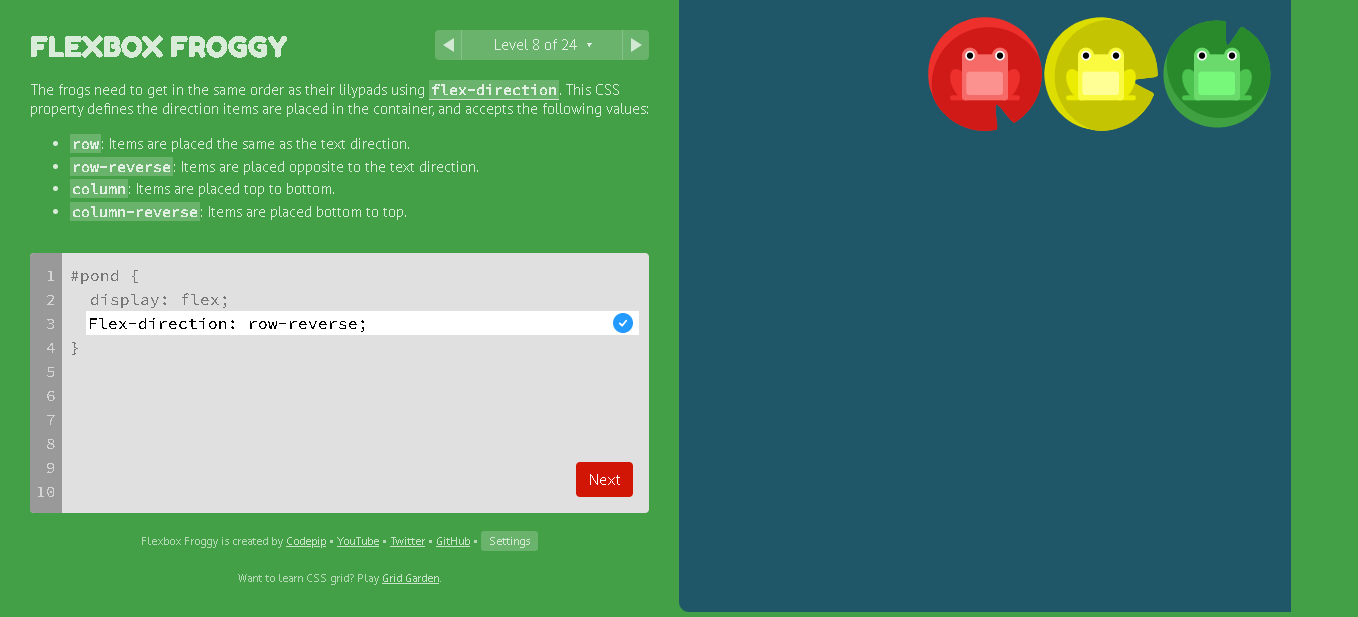 FLEXBOX FROGGY
Level 8 of 24
The frogs need to get in the same order as their lilypads using flex-direction. This CSS
property defines the direction items are placed in the container, and accepts the following values:
• row: Items are placed the same as the text direction.
• row-reverse: Items are placed opposite to the text direction.
• column: Items are placed top to bottom.
• column-reverse: Items are placed bottom to top.
1 #pond {
2 display: flex;
3 Flex-direction: row-reverse;
4 }
5
6
7
8
9
10
Next
Flexbox Froggy is created by Codepip • YouTube • Twitter • GitHub • Settings
Want to learn CSS grid? Play Grid Garden.